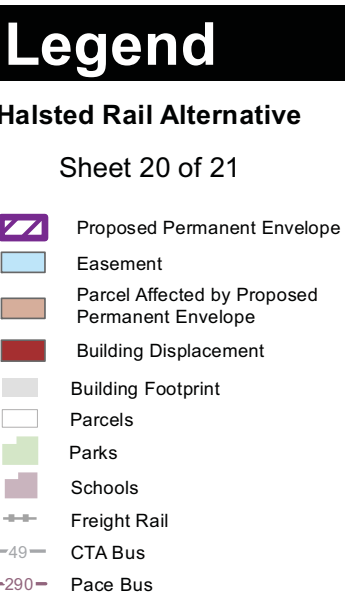 Legend
Halsted Rail Alternative
Sheet 20 of 21
Proposed Permanent Envelope
Easement
Parcel Affected by Proposed
Permanent Envelope
Building Displacement
Building Footprint
Parcels
Parks
Schools
Freight Rail
49 CTA Bus
290 Pace Bus